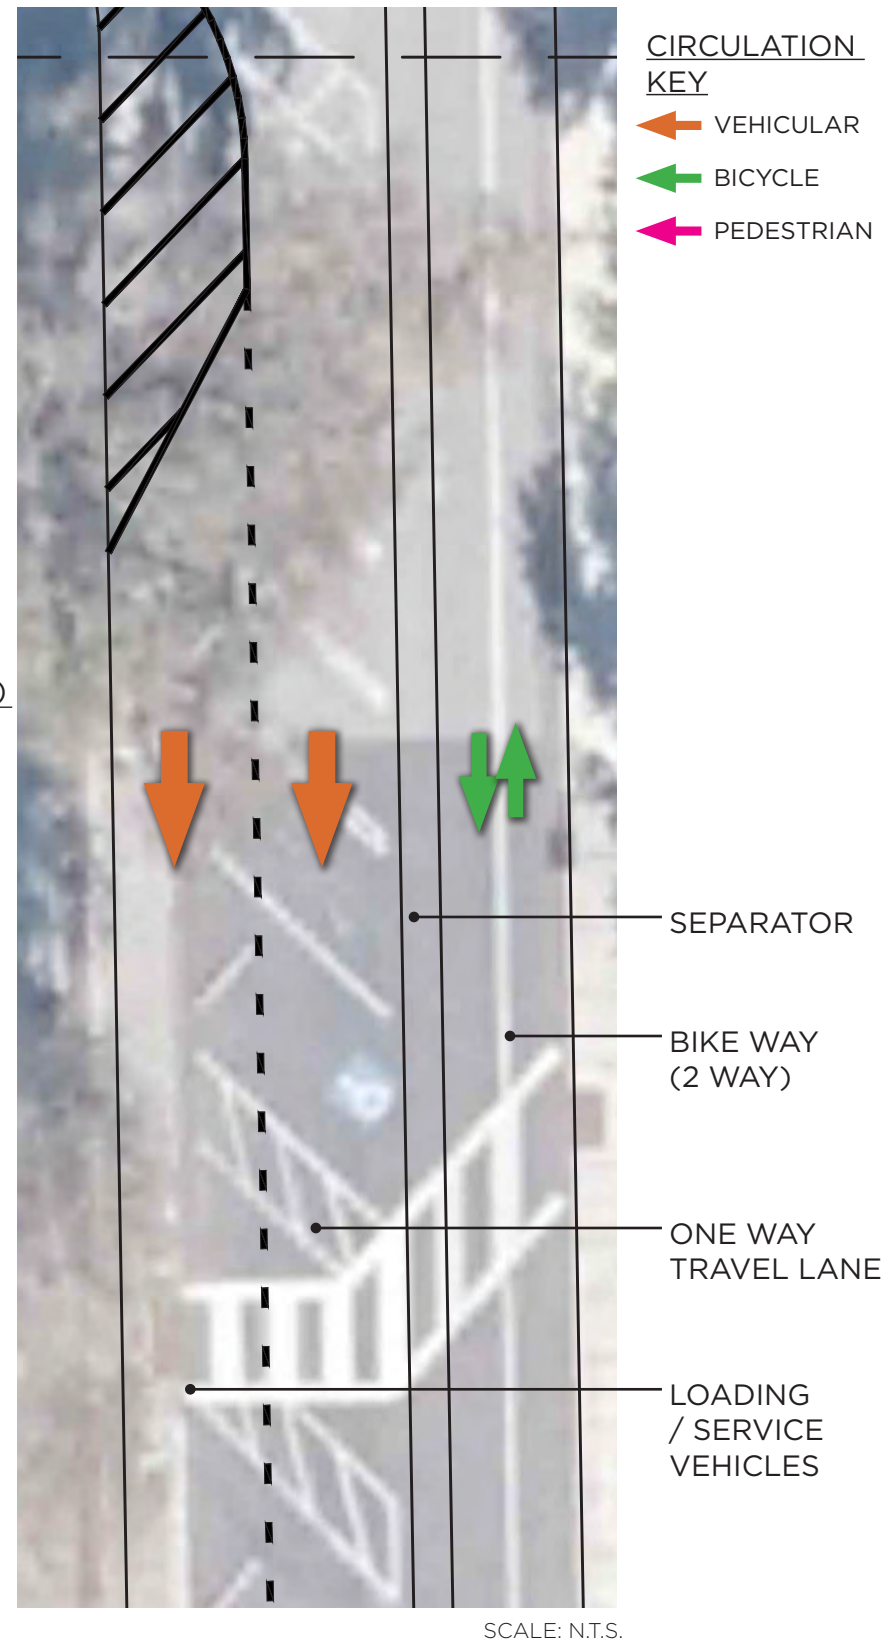 CIRCULATION
KEY
VEHICULAR
BICYCLE
PEDESTRIAN
SEPARATOR
BIKE WAY
(2 WAY)
ONE WAY
TRAVEL LANE
LOADING
/ SERVICE
VEHICLES
SCALE: N.T.S.